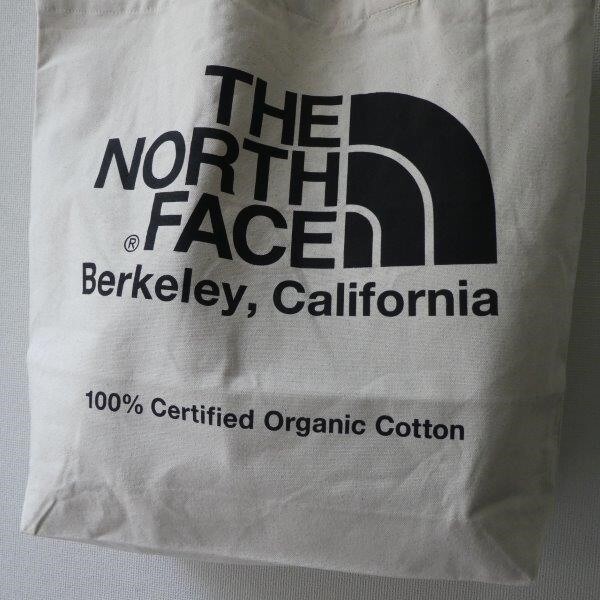 THE
NORTH
® FACE
Berkeley, California
100% Certified Organic Cotton